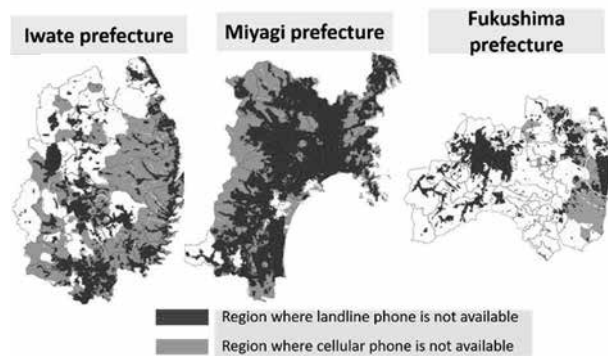 Iwate prefecture
Miyagi prefecture
Fukushima
prefecture
Region where landline phone is not available
Region where cellular phone is not available